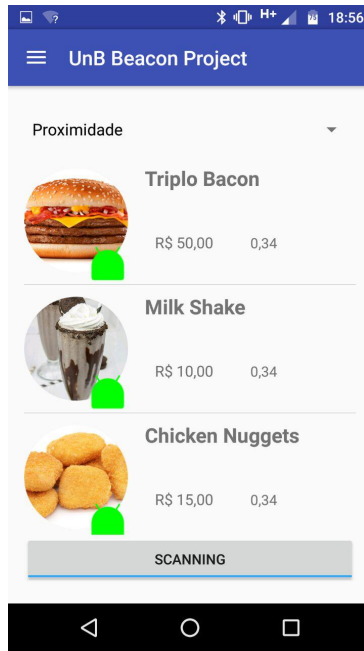 H+ 75 18:56
UnB Beacon Project
Proximidade
Triplo Bacon
R$ 50,00 0,34
Milk Shake
R$ 10,00 0,34
Chicken Nuggets
R$ 15,00 0,34
SCANNING